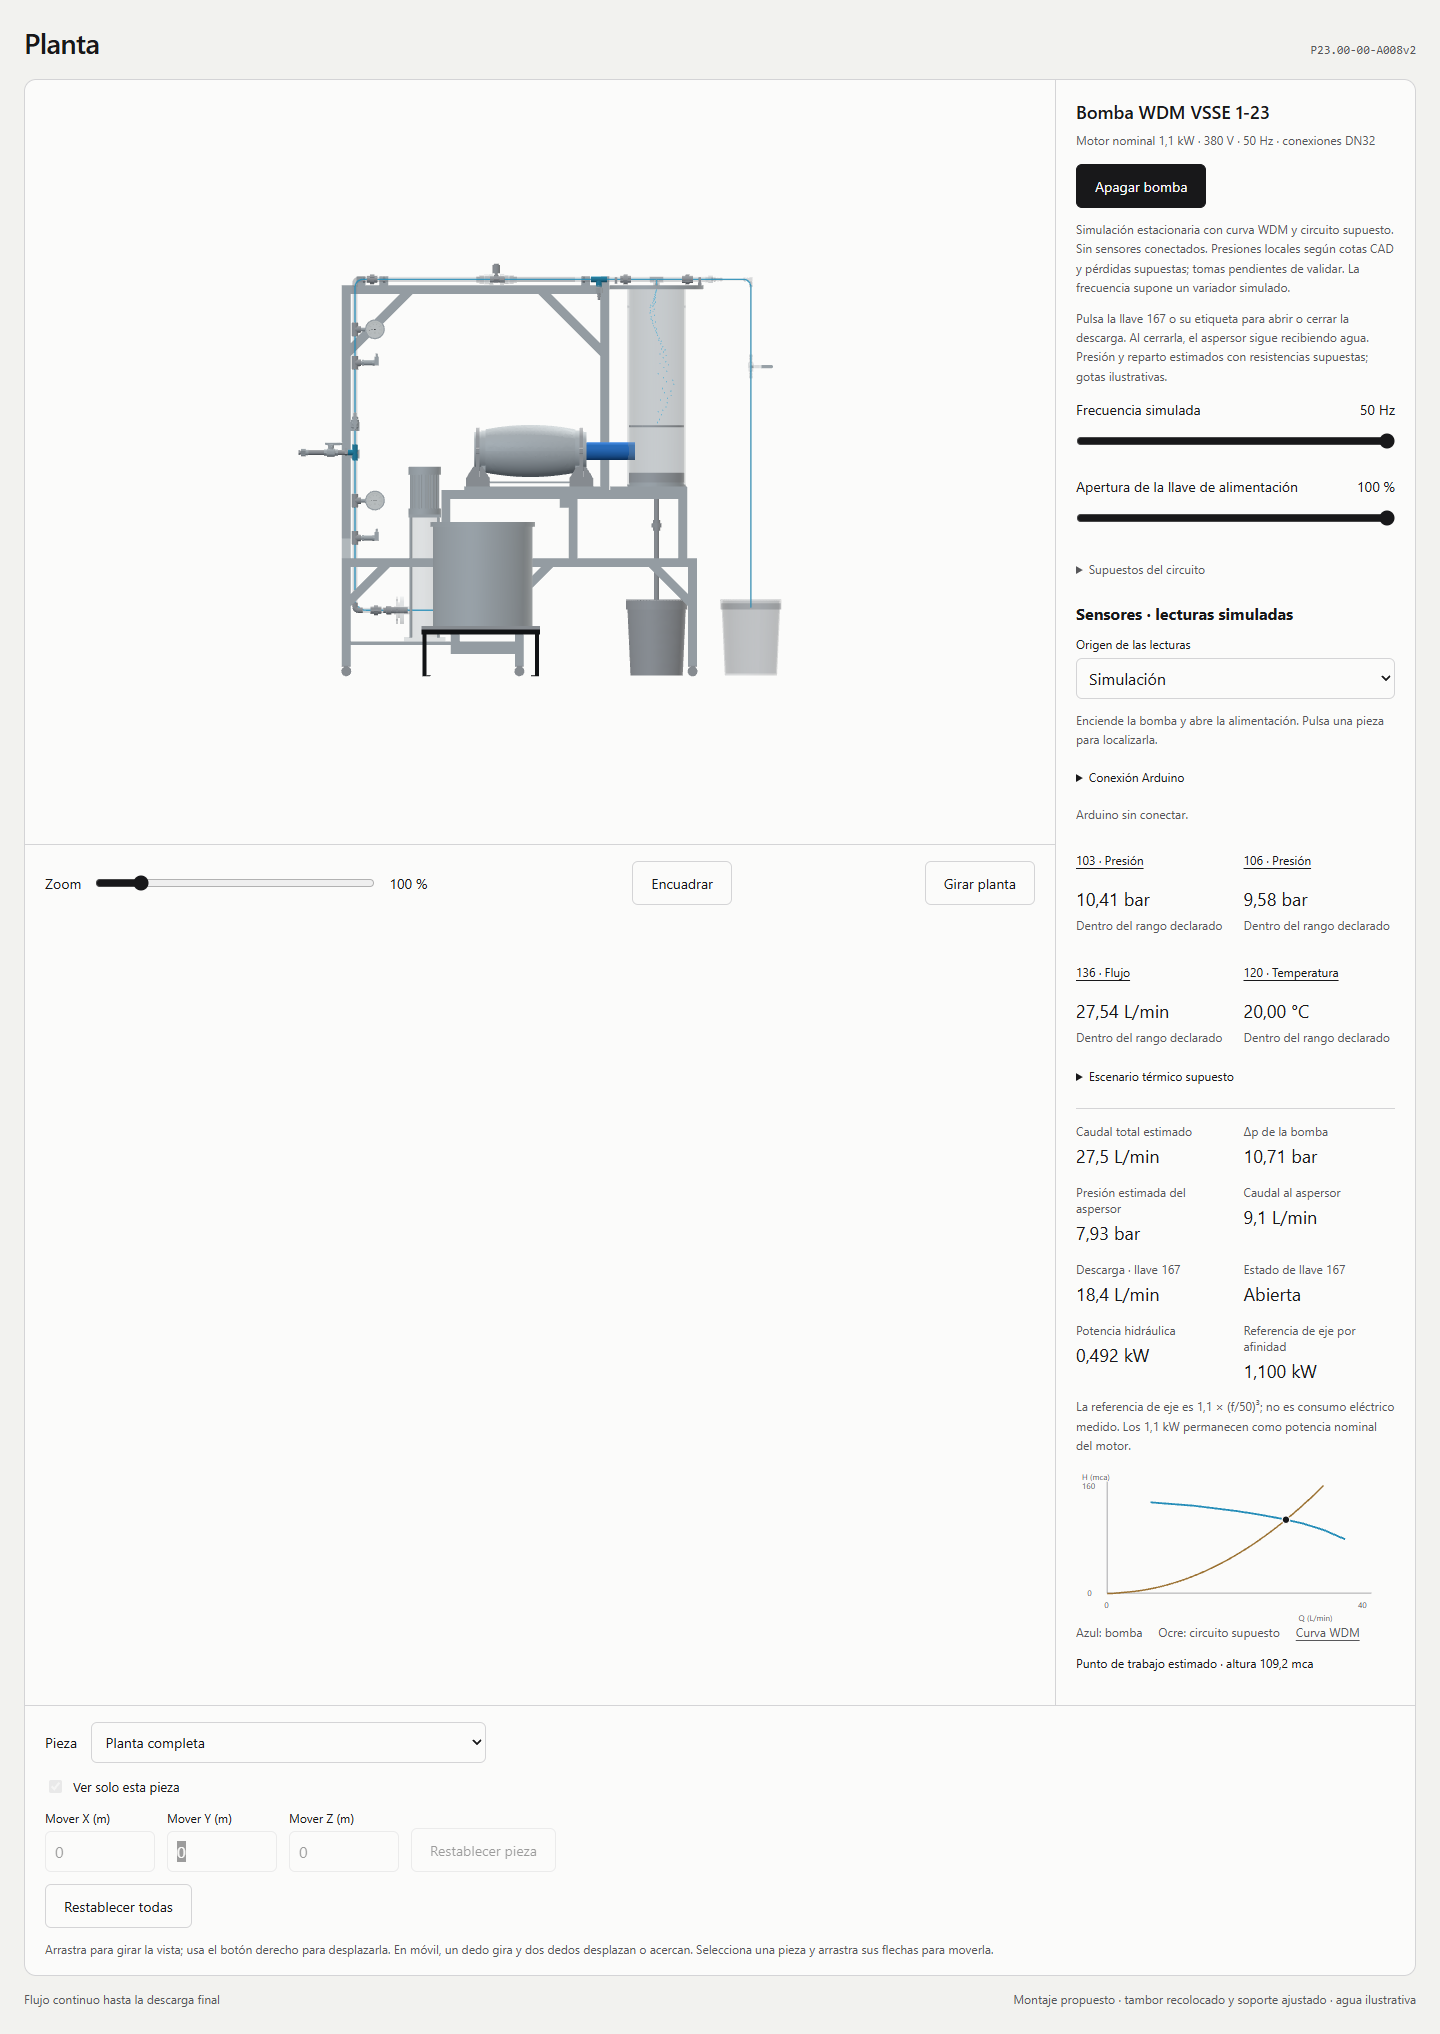 Planta
P23.00-00-A008v2
Bomba WDM VSSE 1-23
Motor nominal 1,1 kW · 380 V · 50 Hz · conexiones DN32
Apagar bomba
Simulación estacionaria con curva WDM y circuito supuesto.
Sin sensores conectados. Presiones locales según cotas CAD
y pérdidas supuestas; tomas pendientes de validar. La
frecuencia supone un variador simulado.
Pulsa la llave 167 o su etiqueta para abrir o cerrar la
descarga. Al cerrarla, el aspersor sigue recibiendo agua.
Presión y reparto estimados con resistencias supuestas;
gotas ilustrativas.
Frecuencia simulada 50 Hz
Apertura de la llave de alimentación 100 %
Supuestos del circuito
Sensores · lecturas simuladas
Origen de las lecturas
Simulación
Enciende la bomba y abre la alimentación. Pulsa una pieza
para localizarla.
Conexión Arduino
Arduino sin conectar.
103 · Presión 106 · Presión
10,41 bar 9,58 bar
Dentro del rango declarado Dentro del rango declarado
136 · Flujo 120 · Temperatura
27,54 L/min 20,00 °C
Dentro del rango declarado Dentro del rango declarado
Escenario térmico supuesto
Caudal total estimado Δp de la bomba
27,5 L/min 10,71 bar
Presión estimada del
aspersor
7,93 bar
Caudal al aspersor
9,1 L/min
Descarga · llave 167 Estado de llave 167
18,4 L/min Abierta
Potencia hidráulica
0,492 kW
Referencia de eje por
afinidad
1,100 kW
La referencia de eje es 1,1 × (f/50)³; no es consumo eléctrico
medido. Los 1,1 kW permanecen como potencia nominal
del motor.
H (mca)
160
0
0 40
Q (L/min)
Azul: bomba Ocre: circuito supuesto Curva WDM
Punto de trabajo estimado · altura 109,2 mca
Zoom 100 % Encuadrar Girar planta
Pieza Planta completa
Ver solo esta pieza
Mover X (m) Mover Y (m) Mover Z (m)
0 0 0 Restablecer pieza
Restablecer todas
Arrastra para girar la vista; usa el botón derecho para desplazarla. En móvil, un dedo gira y dos dedos desplazan o acercan. Selecciona una pieza y arrastra sus flechas para moverla.
Flujo continuo hasta la descarga final
Montaje propuesto · tambor recolocado y soporte ajustado · agua ilustrativa